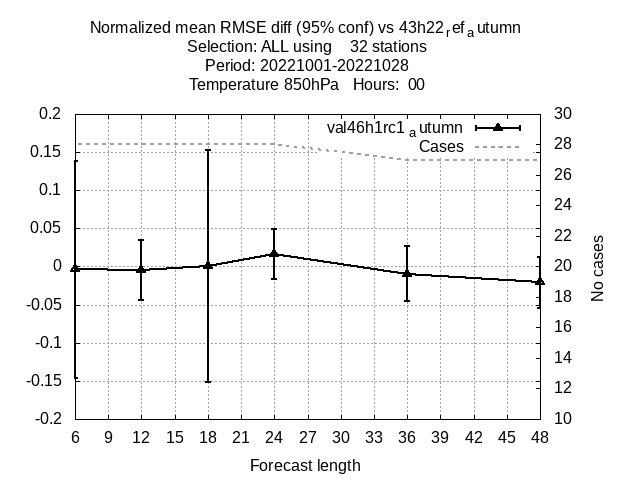 Normalized mean RMSE diff (95% conf) vs 43h22refautumn
Selection: ALL using 32 stations
Period: 20221001-20221028
Temperature 850hPa Hours: 00
val46h1rc1autumn
Cases
0.2
0.15
0.1
0.05
0
-0.05
-0.1
-0.15
-0.2
30
28
26
24
22
20
18
16
14
12
10
No cases
6 9 12 15 18 21 24 27 30 33 36 39 42 45 48
Forecast length